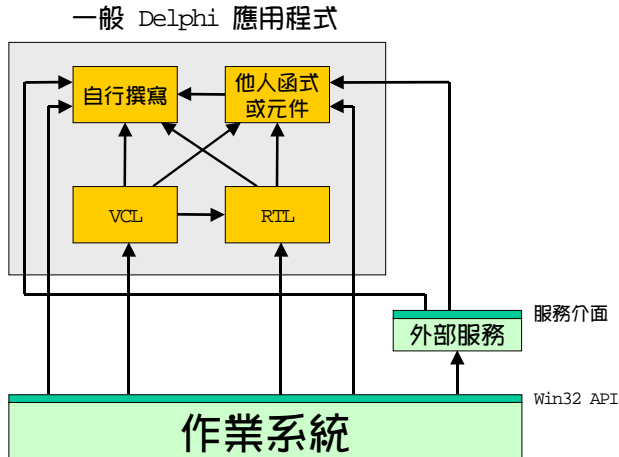 一般 Delphi 應用程式
自行撰寫
他人函式
或元件
VCL
RTL
服務介面
外部服務
Win32 API
作業系統